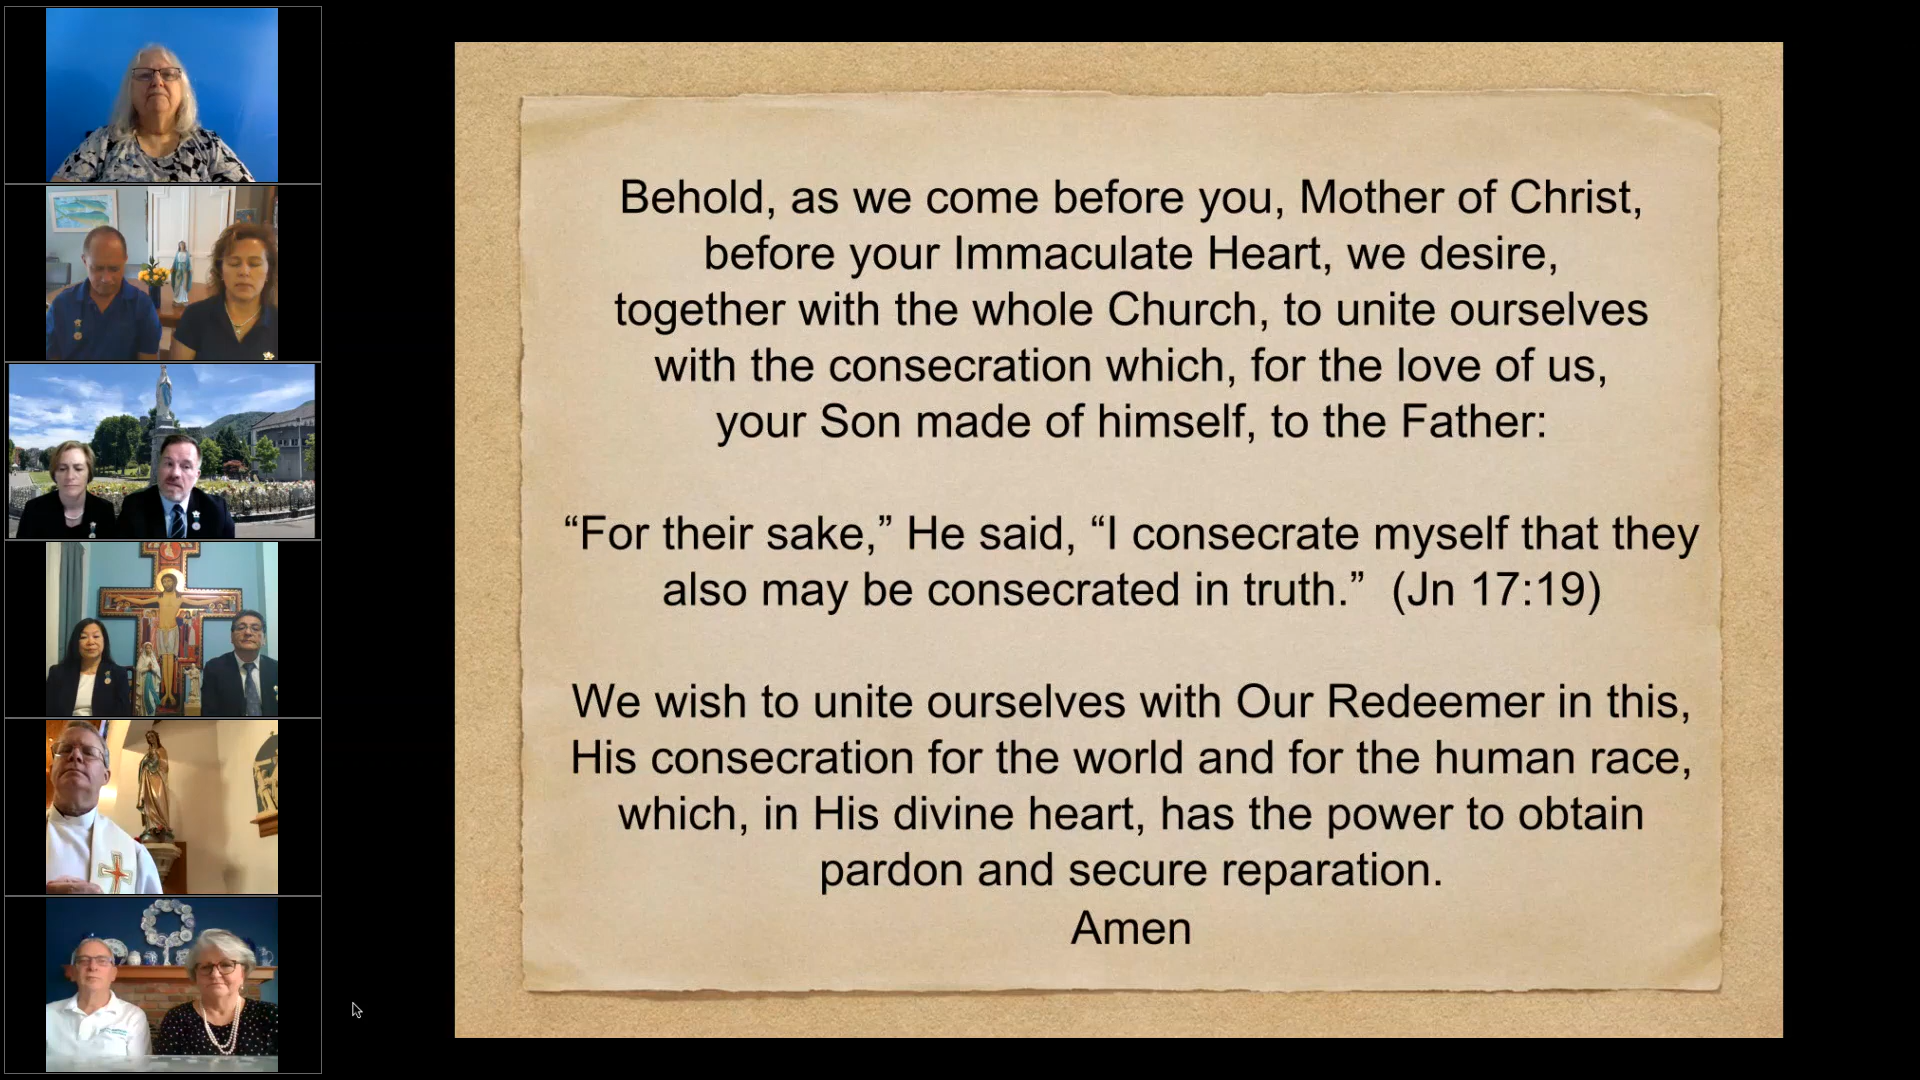 Behold, as we come before you, Mother of Christ,
before your Immaculate Heart, we desire,
together with the whole Church, to unite ourselves
with the consecration which, for the love of us,
your Son made of himself, to the Father:
“For their sake,” He said, “I consecrate myself that they
also may be consecrated in truth.”  (Jn 17:19)
We wish to unite ourselves with Our Redeemer in this,
His consecration for the world and for the human race,
which, in His divine heart, has the power to obtain
pardon and secure reparation.
Amen